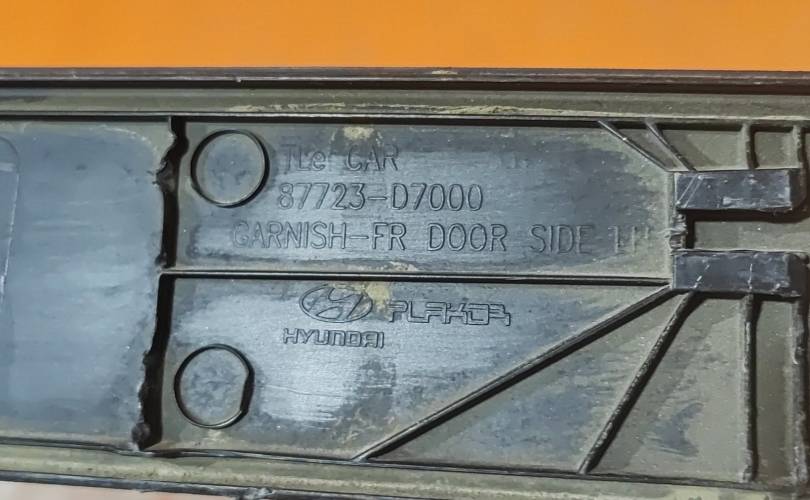 TLe CAR
87723-D7000
GARNISH-FR DOOR SIDE LH
HYUNDAI
PLAKOR